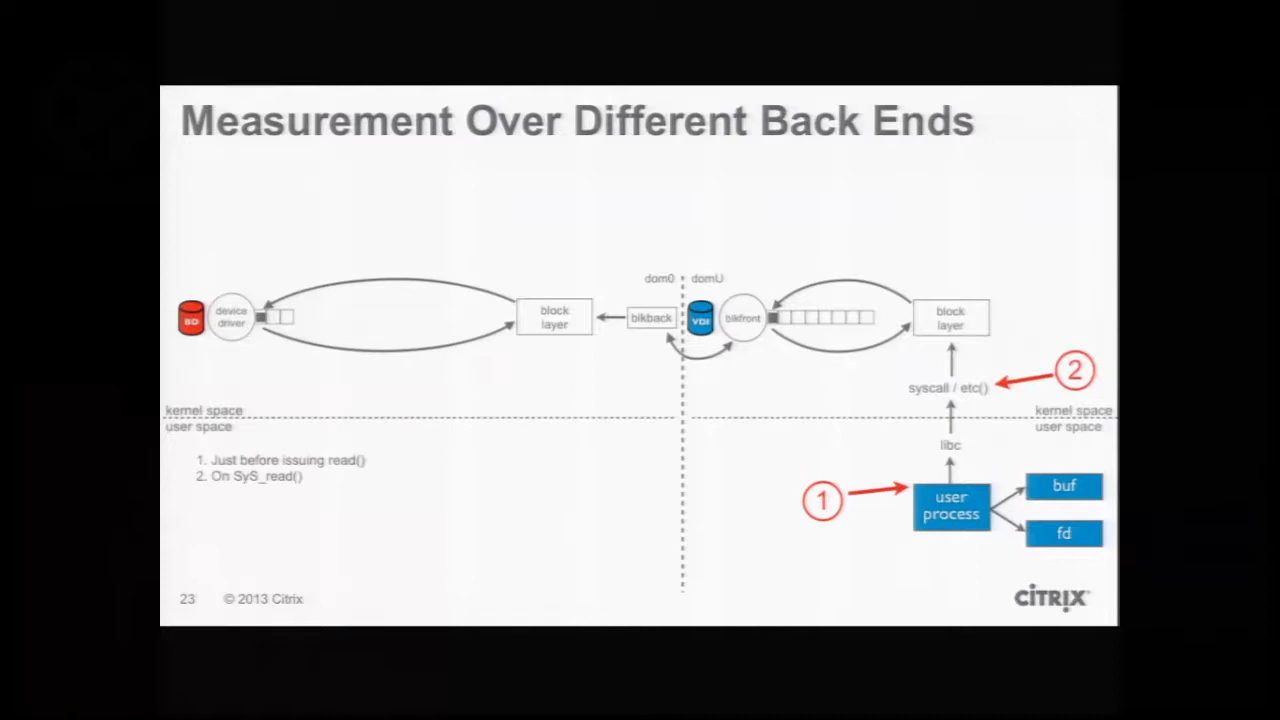 Measurement Over Different Back Ends
dom0
domU
BD
device
driver
block
layer
blkback
VDI
blkfront
block
layer
2
syscall / etc()
kernel space
user space
kernel space
user space
libc
1. Just before issuing read()
2. On SyS_read()
1
user
process
buf
fd
23
© 2013 Citrix
CITRIX